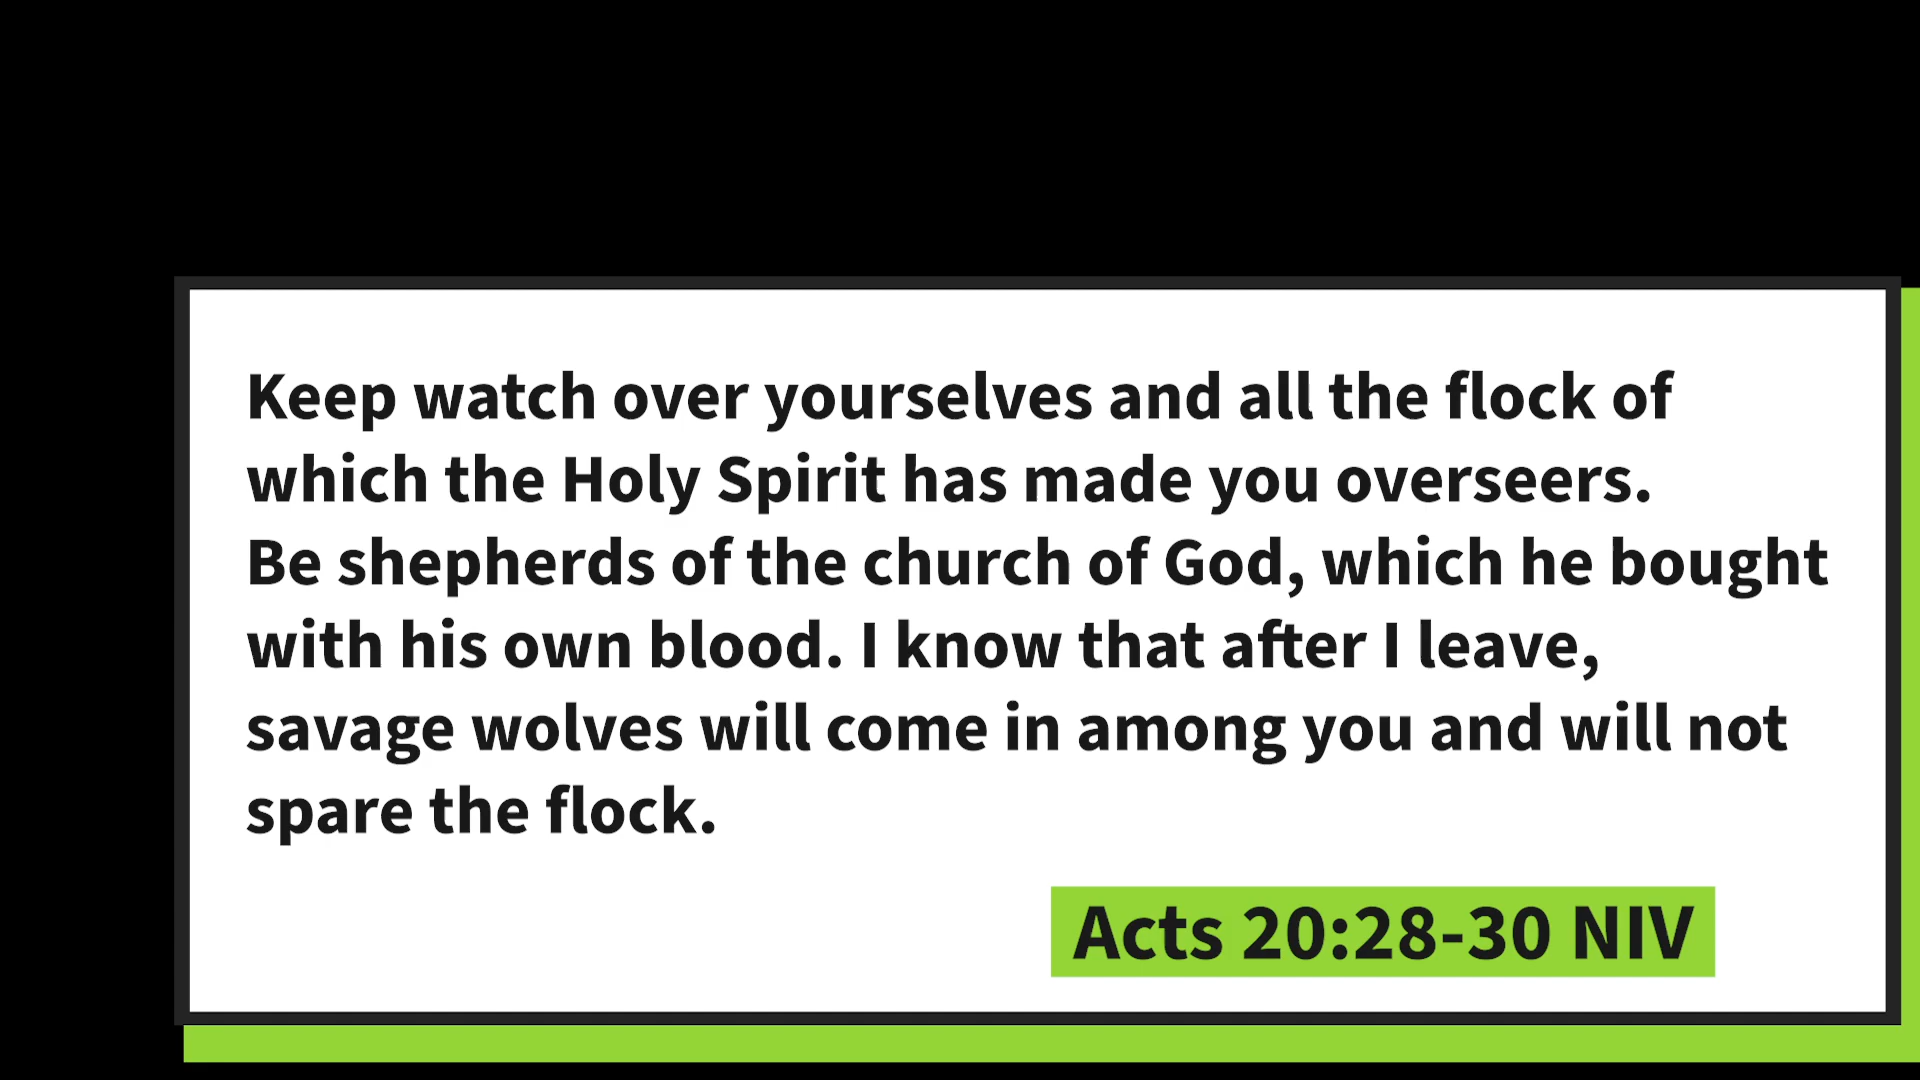 Keep watch over yourselves and all the flock of
which the Holy Spirit has made you overseers.
Be shepherds of the church of God, which he bought
with his own blood. I know that after I leave,
savage wolves will come in among you and will not
spare the flock.
Acts 20:28-30 NIV